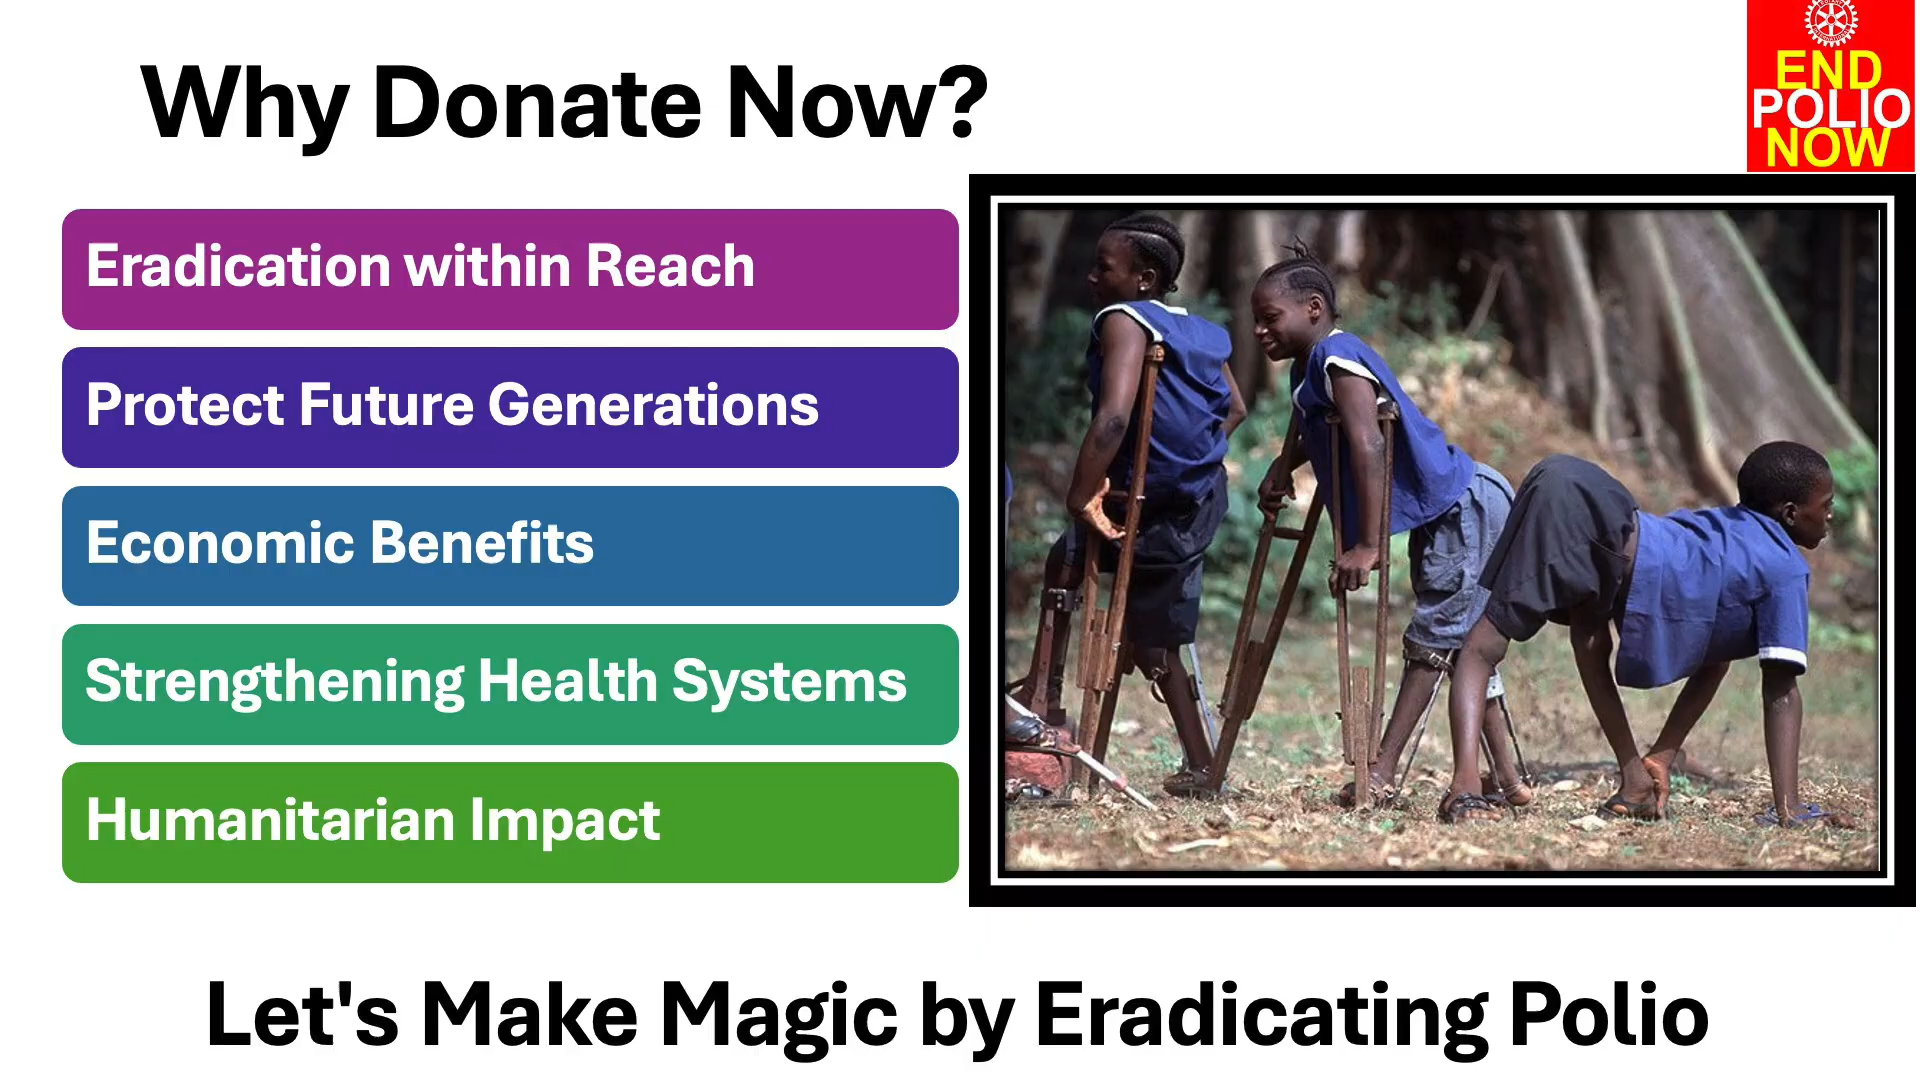 Why Donate Now?
END
POLIO
NOW
Eradication within Reach
Protect Future Generations
Economic Benefits
Strengthening Health Systems
Humanitarian Impact
Let's Make Magic by Eradicating Polio